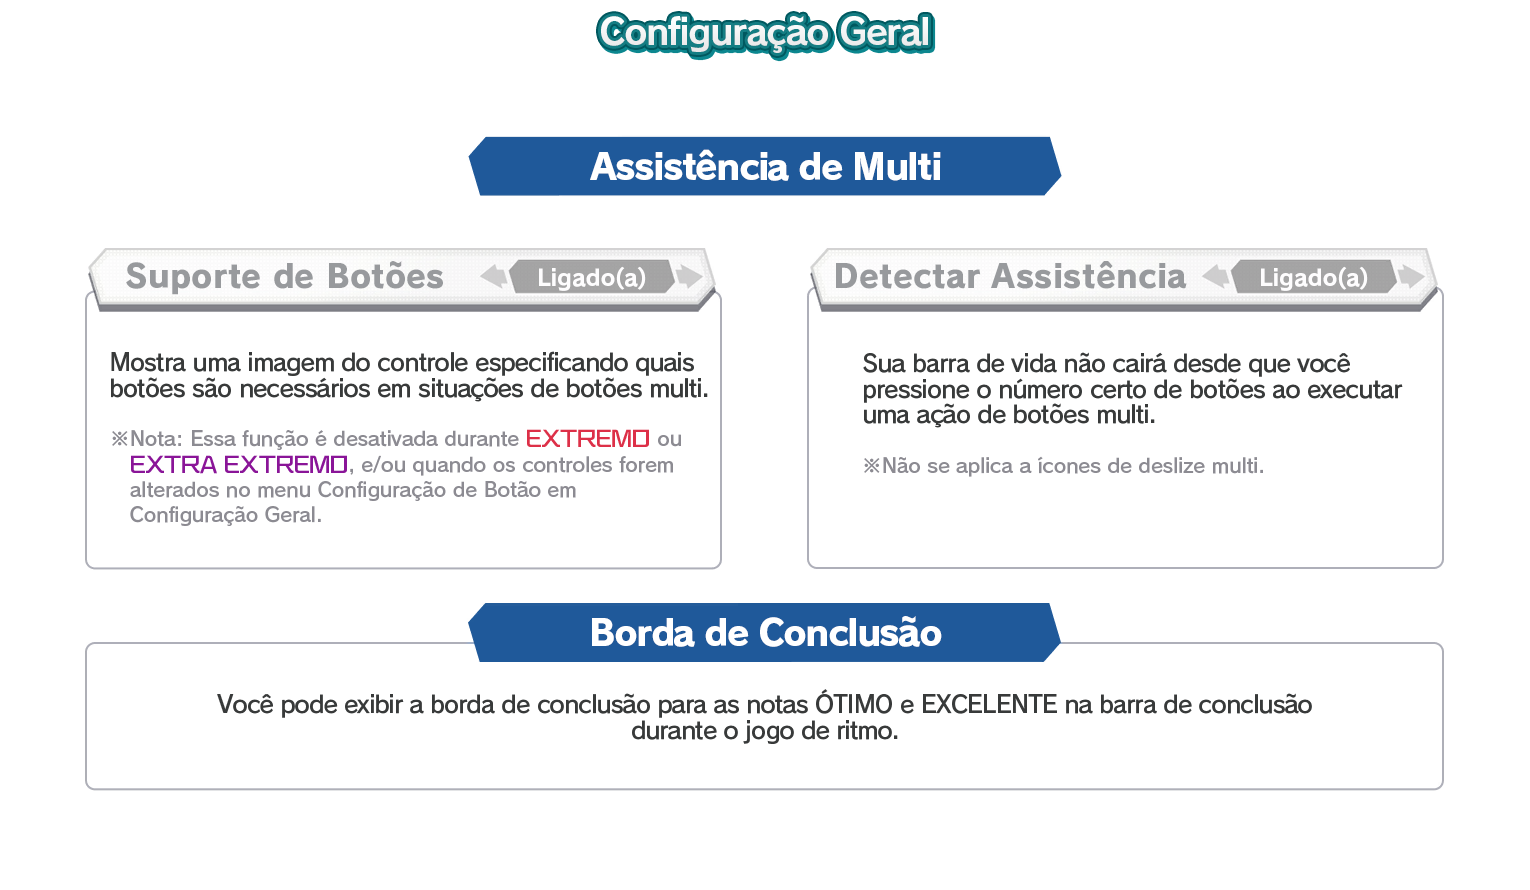 Configuração Geral
Assistência de Multi
Suporte de Botões
Ligado(a)
Mostra uma imagem do controle especificando quais
botões são necessários em situações de botões multi.
※Nota: Essa função é desativada durante EXTREMO ou
EXTRA EXTREMO, e/ou quando os controles forem
alterados no menu Configuração de Botão em
Configuração Geral.
Detectar Assistência
Ligado(a)
Sua barra de vida não cairá desde que você
pressione o número certo de botões ao executar
uma ação de botões multi.
※Não se aplica a ícones de deslize multi.
Borda de Conclusão
Você pode exibir a borda de conclusão para as notas ÓTIMO e EXCELENTE na barra de conclusão
durante o jogo de ritmo.